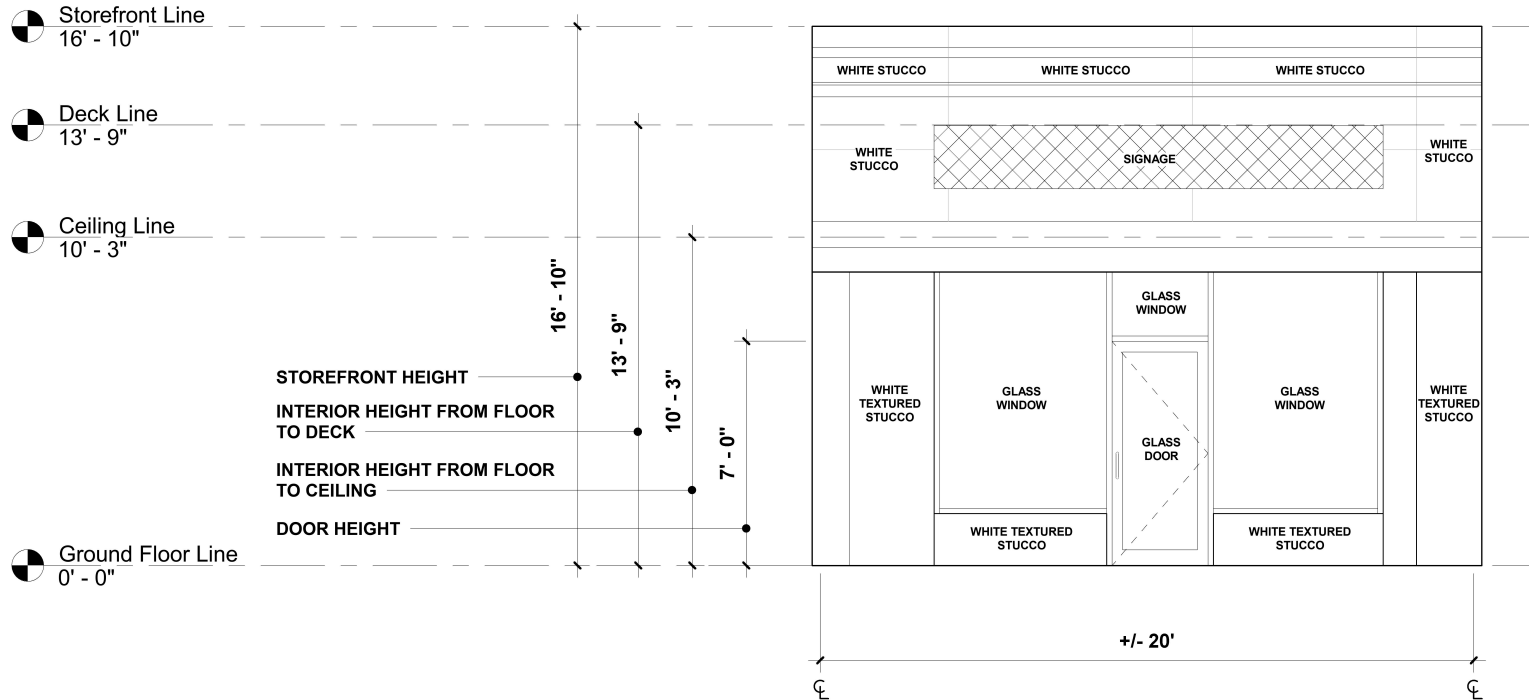 Storefront Line
16' - 10"
Deck Line
13' - 9"
Ceiling Line
10' - 3"
Ground Floor Line
0' - 0"
STOREFRONT HEIGHT
INTERIOR HEIGHT FROM FLOOR
TO DECK
INTERIOR HEIGHT FROM FLOOR
TO CEILING
DOOR HEIGHT
16' - 10"
13' - 9"
10' - 3"
7' - 0"
WHITE STUCCO
WHITE STUCCO
WHITE STUCCO
WHITE
STUCCO
SIGNAGE
WHITE
STUCCO
GLASS
WINDOW
WHITE
TEXTURED
STUCCO
GLASS
WINDOW
GLASS
DOOR
GLASS
WINDOW
WHITE
TEXTURED
STUCCO
WHITE TEXTURED
STUCCO
WHITE TEXTURED
STUCCO
+/- 20'
℄
℄